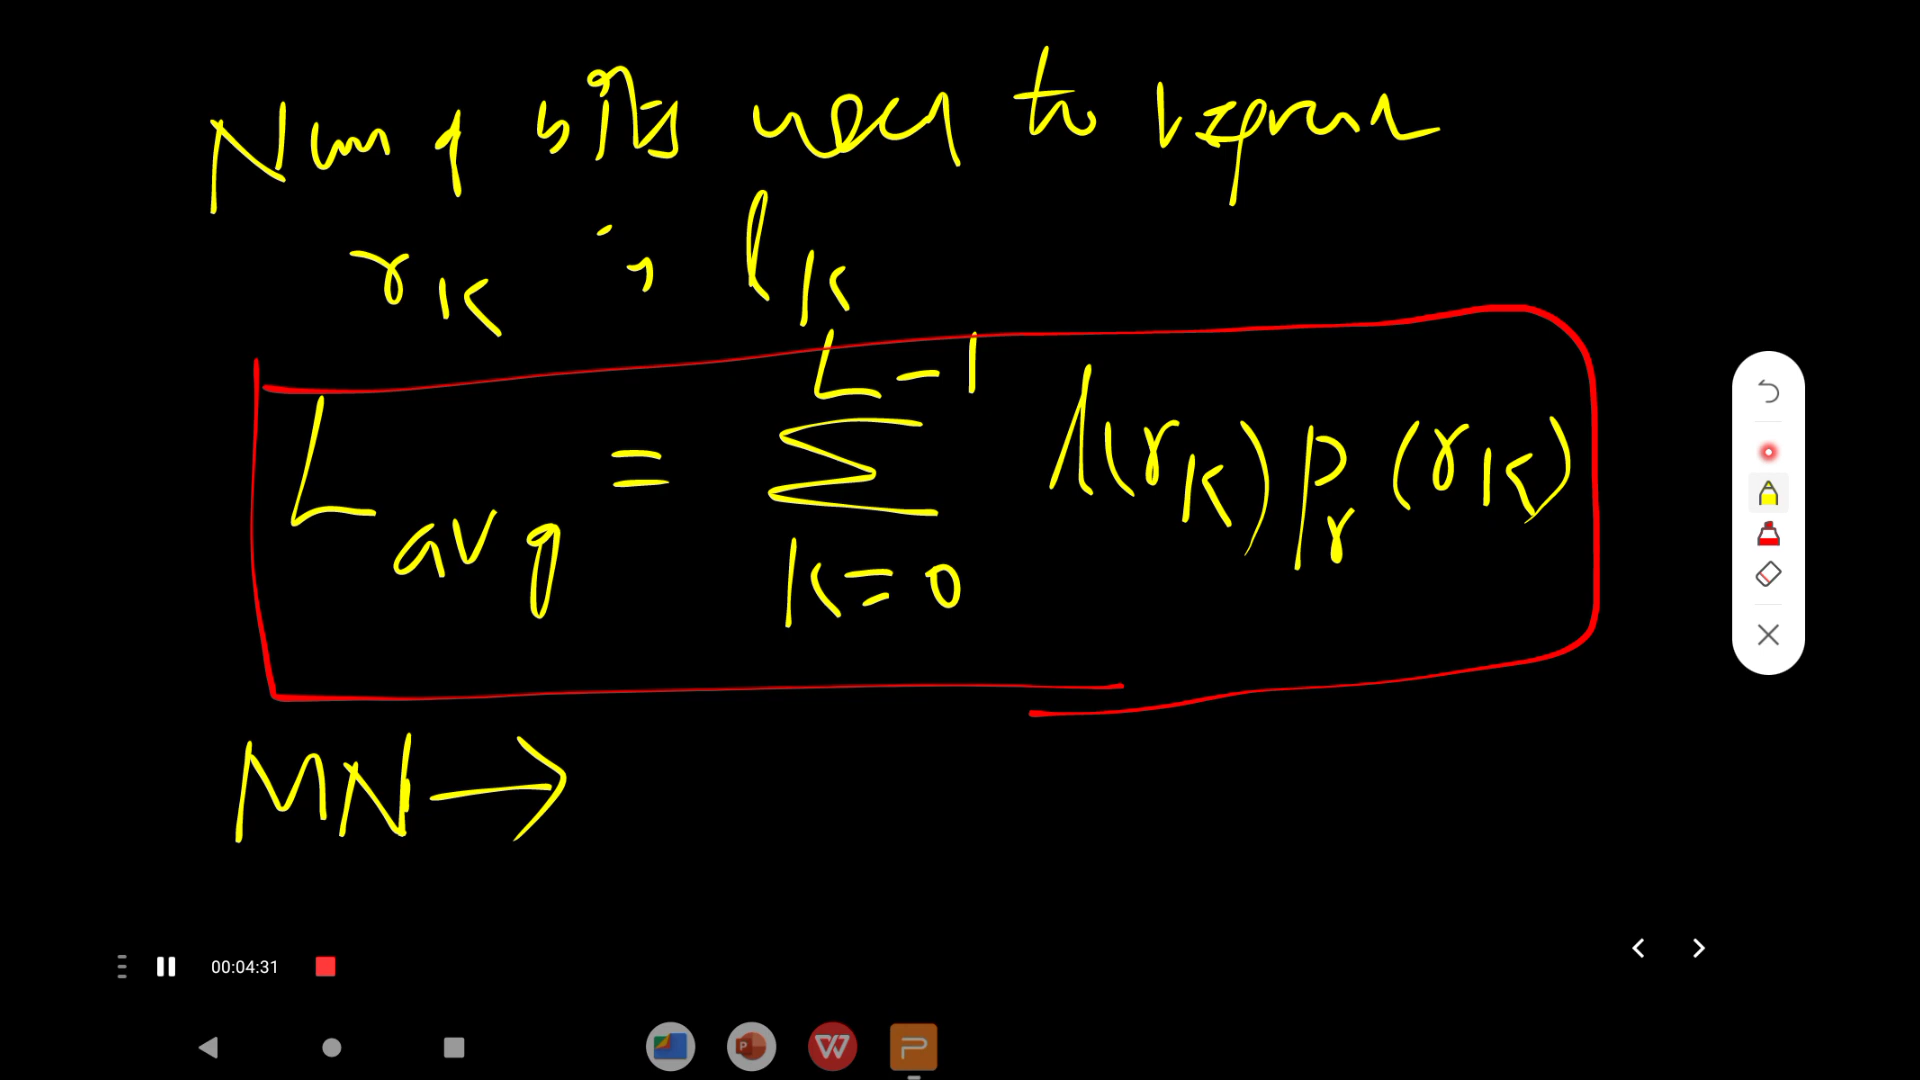 Num of bits used to represent
r_K is l_K
L_avg = ∑_{K=0}^{L-1} l(r_K) p_r(r_K)
MN →
00:04:31